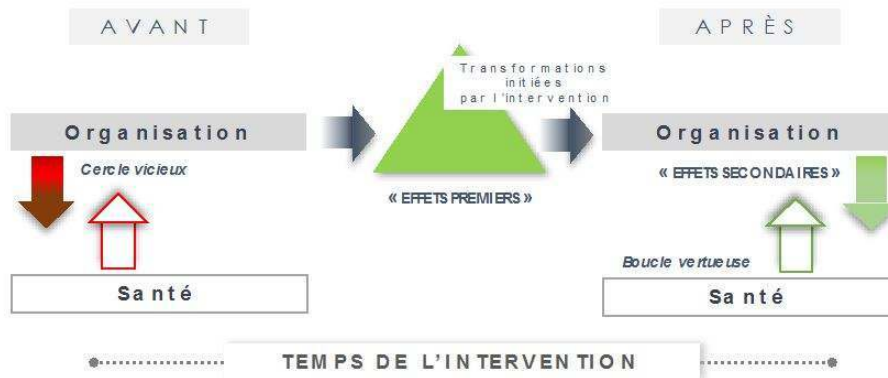 AVANT
APRÈS
Transformations
initiées
par l'intervention
Organisation
Organisation
Cercle vicieux
« EFFETS PREMIERS »
« EFFETS SECONDAIRES »
Boucle vertueuse
Santé
Santé
TEMPS DE L'INTERVENTION